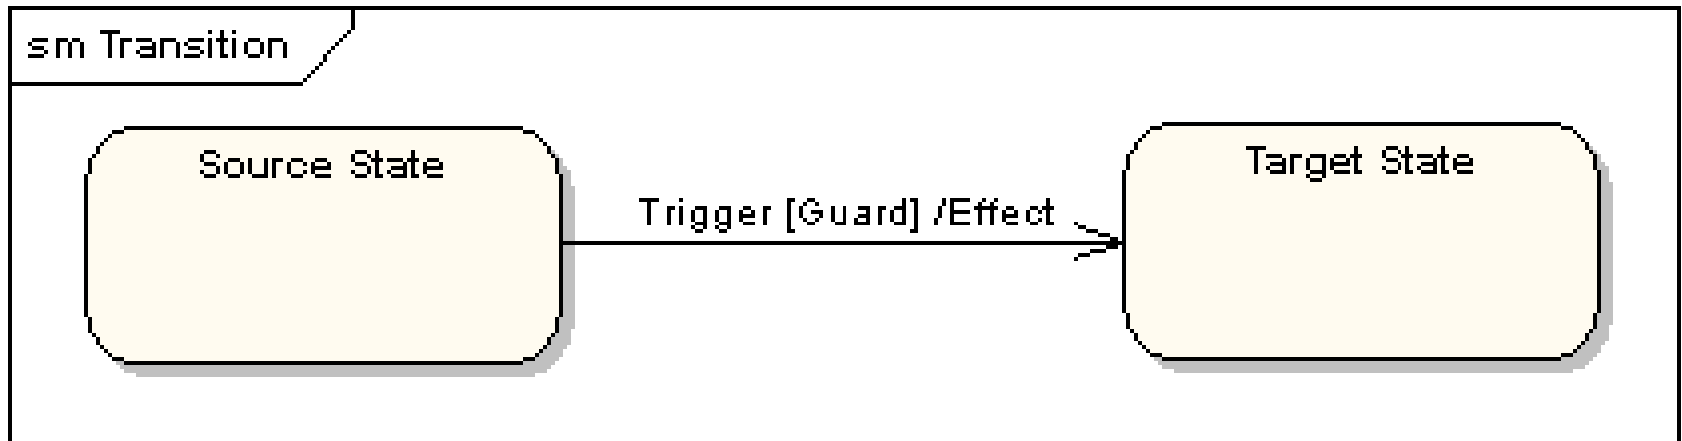 sm Transition
Source State
Target State
Trigger [Guard] /Effect